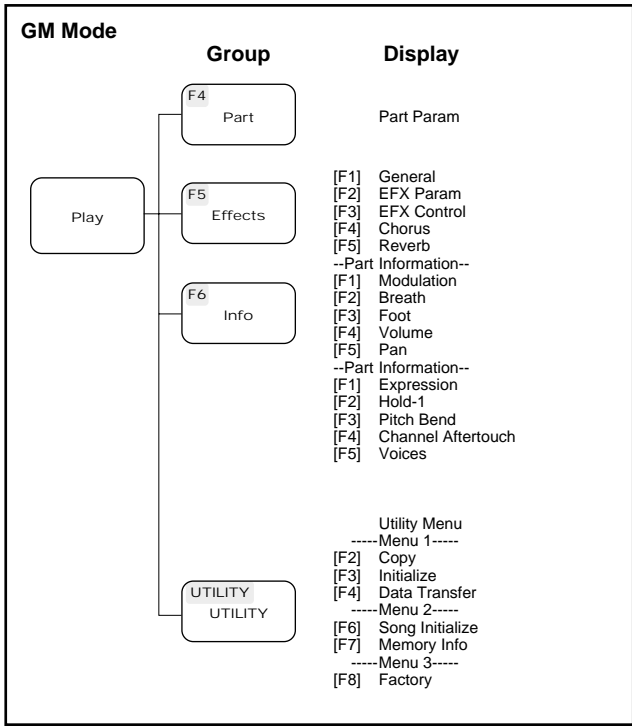 GM Mode
Group Display
F4
Part
Part Param
Play
F5
Effects
[F1] General
[F2] EFX Param
[F3] EFX Control
[F4] Chorus
[F5] Reverb
F6
Info
--Part Information--
[F1] Modulation
[F2] Breath
[F3] Foot
[F4] Volume
[F5] Pan
--Part Information--
[F1] Expression
[F2] Hold-1
[F3] Pitch Bend
[F4] Channel Aftertouch
[F5] Voices
UTILITY
UTILITY
Utility Menu
-----Menu 1-----
[F2] Copy
[F3] Initialize
[F4] Data Transfer
-----Menu 2-----
[F6] Song Initialize
[F7] Memory Info
-----Menu 3-----
[F8] Factory